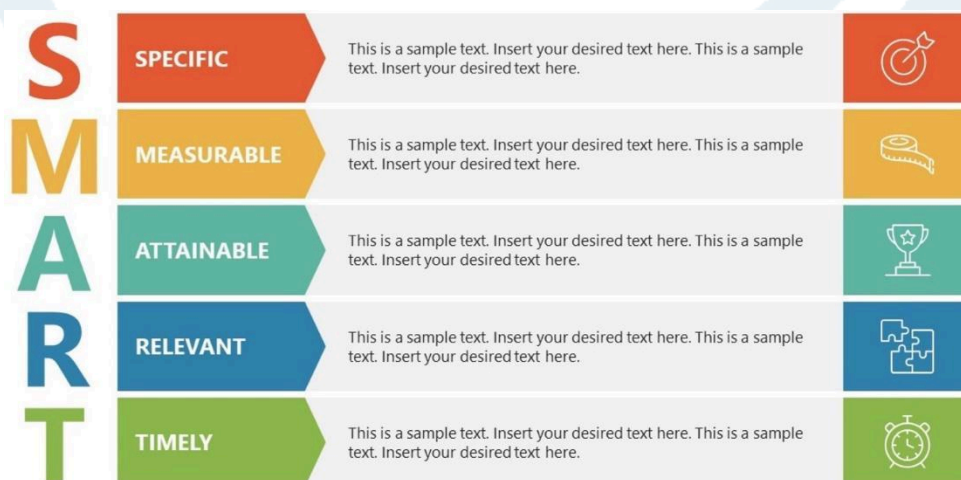 S
SPECIFIC
This is a sample text. Insert your desired text here. This is a sample
text. Insert your desired text here.
M
MEASURABLE
This is a sample text. Insert your desired text here. This is a sample
text. Insert your desired text here.
A
ATTAINABLE
This is a sample text. Insert your desired text here. This is a sample
text. Insert your desired text here.
R
RELEVANT
This is a sample text. Insert your desired text here. This is a sample
text. Insert your desired text here.
T
TIMELY
This is a sample text. Insert your desired text here. This is a sample
text. Insert your desired text here.